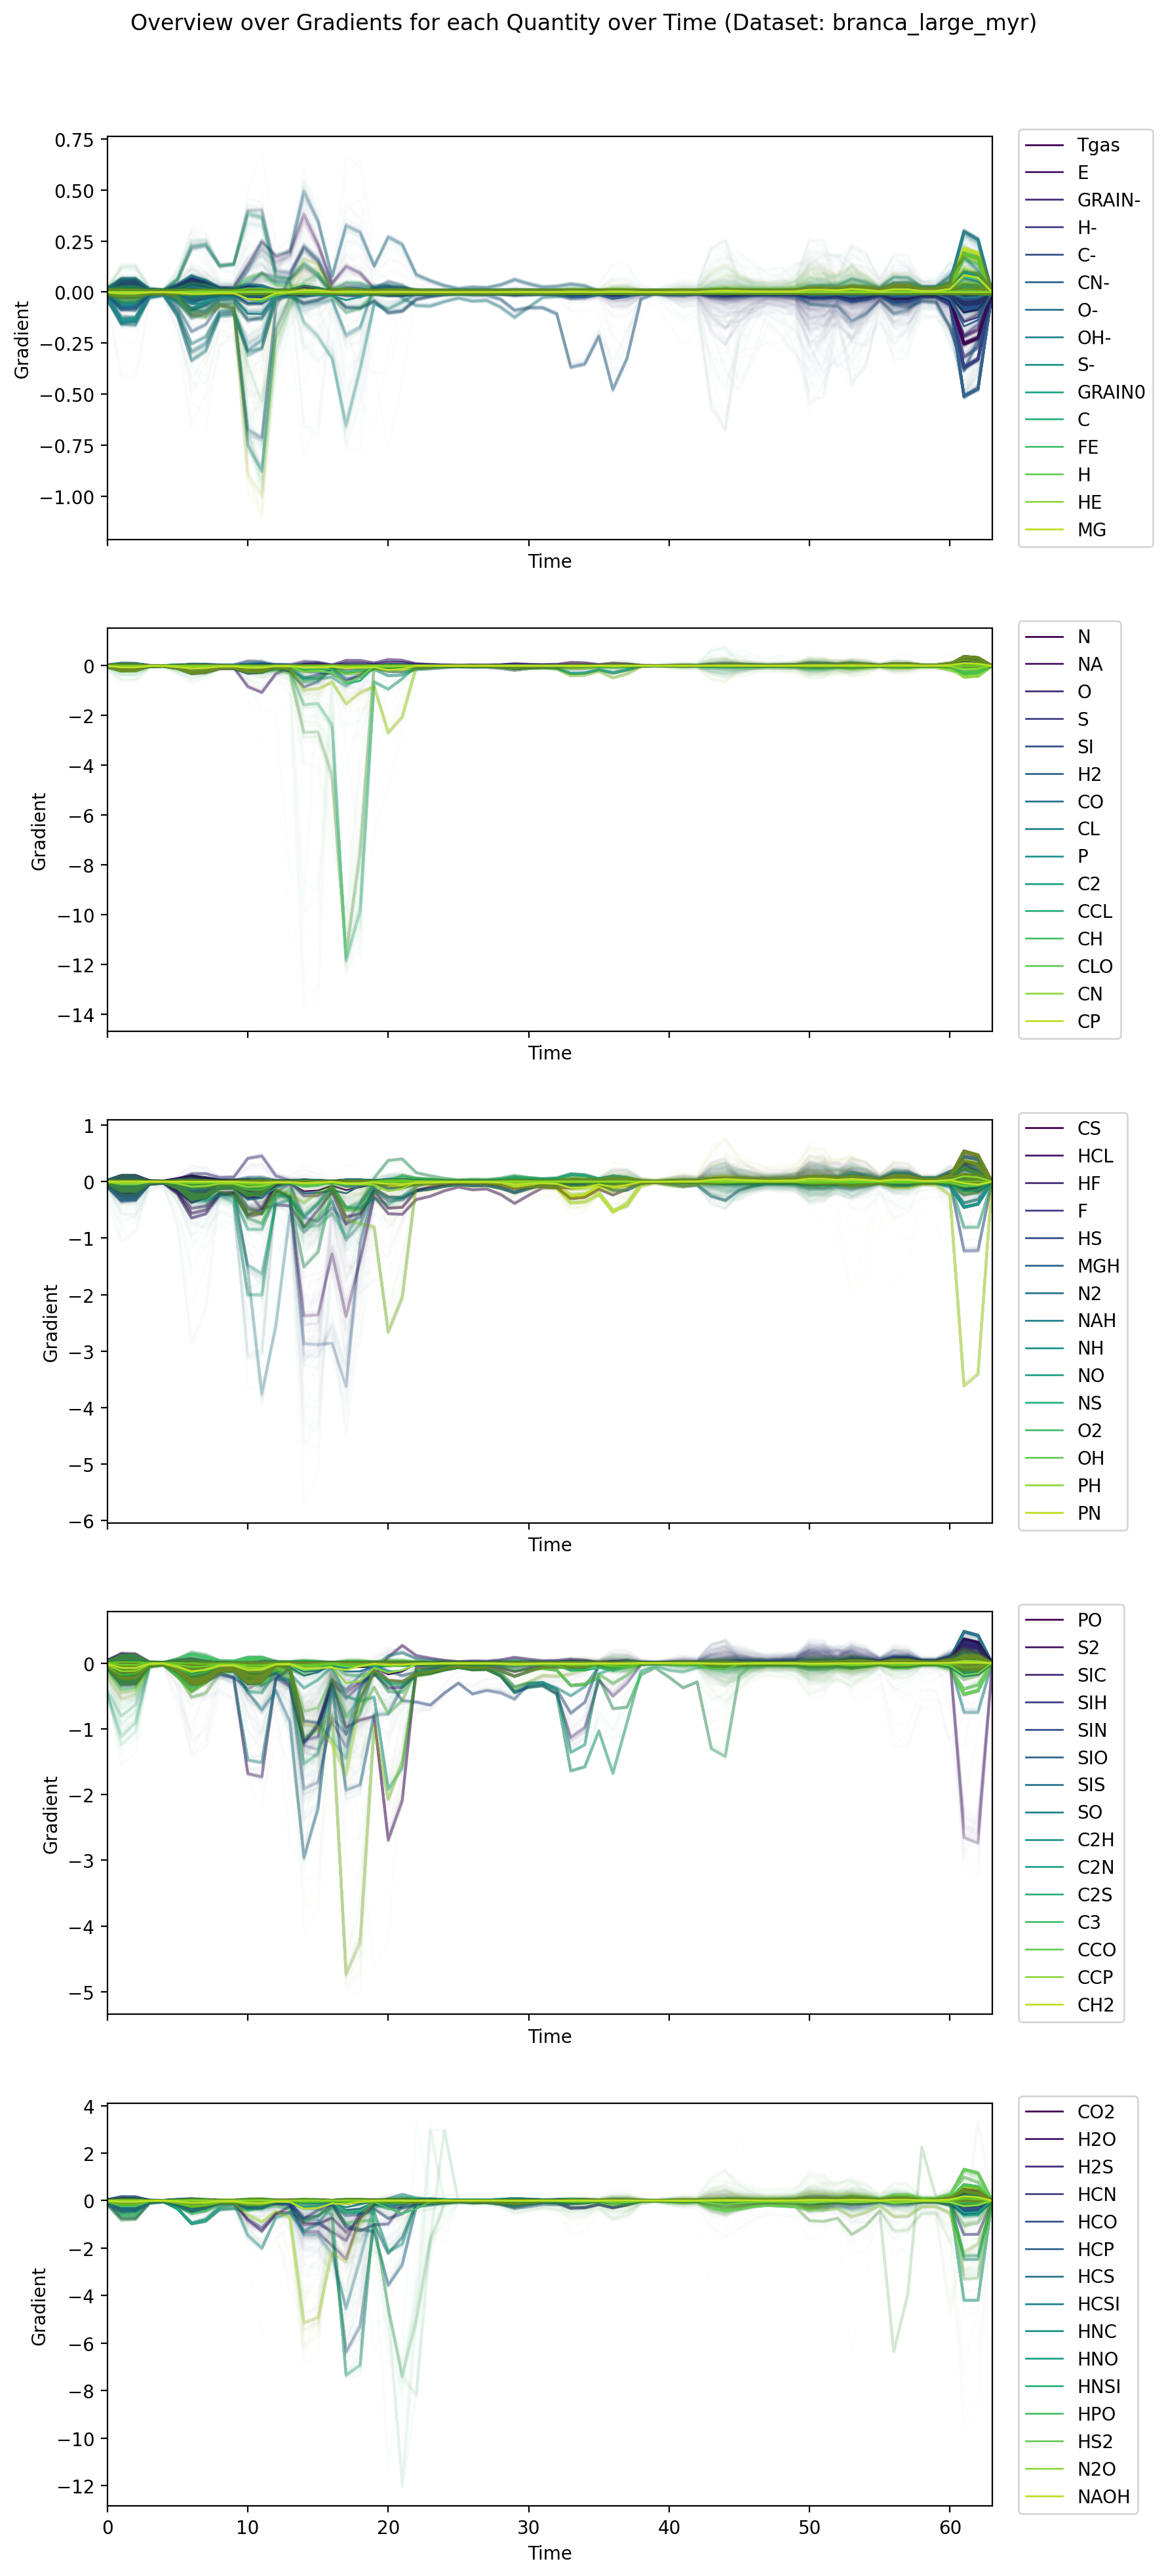 Overview over Gradients for each Quantity over Time (Dataset: branca_large_myr)
0.75
0.50
0.25
0.00
−0.25
−0.50
−0.75
−1.00
Gradient
Time
Tgas
E
GRAIN-
H-
C-
CN-
O-
OH-
S-
GRAIN0
C
FE
H
HE
MG
0
−2
−4
−6
−8
−10
−12
−14
Gradient
Time
N
NA
O
S
SI
H2
CO
CL
P
C2
CCL
CH
CLO
CN
CP
1
0
−1
−2
−3
−4
−5
−6
Gradient
Time
CS
HCL
HF
F
HS
MGH
N2
NAH
NH
NO
NS
O2
OH
PH
PN
0
−1
−2
−3
−4
−5
Gradient
Time
PO
S2
SIC
SIH
SIN
SIO
SIS
SO
C2H
C2N
C2S
C3
CCO
CCP
CH2
4
2
0
−2
−4
−6
−8
−10
−12
Gradient
0 10 20 30 40 50 60
Time
CO2
H2O
H2S
HCN
HCO
HCP
HCS
HCSI
HNC
HNO
HNSI
HPO
HS2
N2O
NAOH